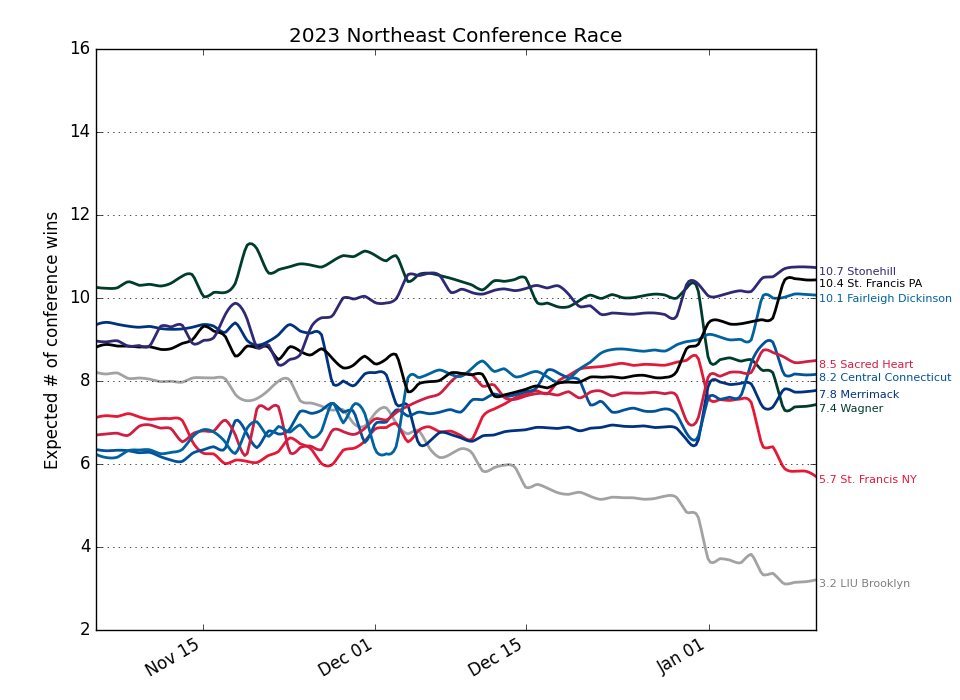 2023 Northeast Conference Race
Expected # of conference wins
16
14
12
10
8
6
4
2
Nov 15
Dec 01
Dec 15
Jan 01
10.7 Stonehill
10.4 St. Francis PA
10.1 Fairleigh Dickinson
8.5 Sacred Heart
8.2 Central Connecticut
7.8 Merrimack
7.4 Wagner
5.7 St. Francis NY
3.2 LIU Brooklyn